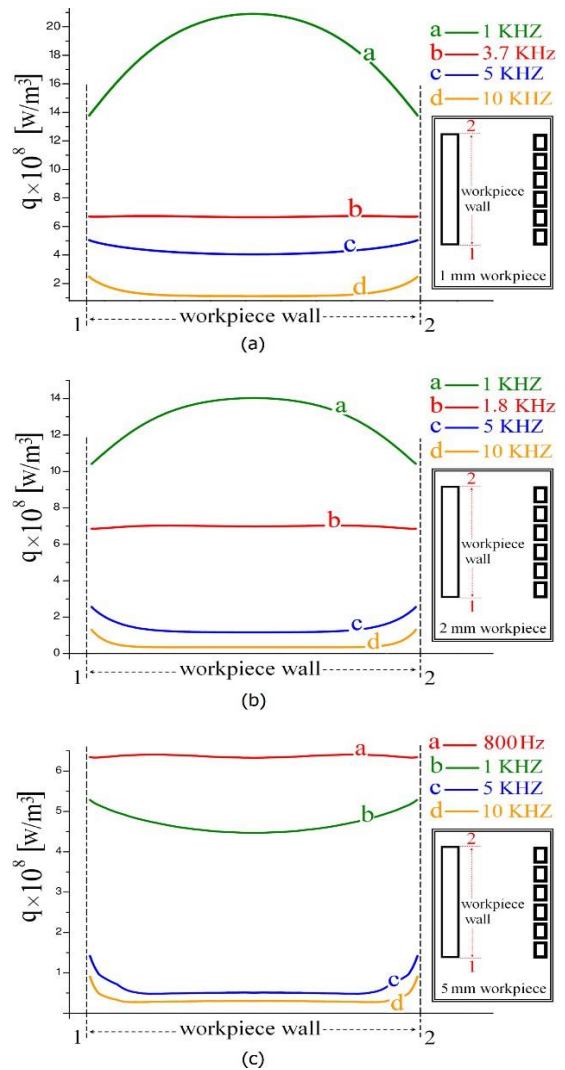 q×10⁸ [w/m³]
20
18
16
14
12
10
8
6
4
2
a
b
c
d
a 1 KHZ
b 3.7 KHz
c 5 KHZ
d 10 KHZ
2
workpiece
wall
1
1 mm workpiece
1 workpiece wall 2
(a)
q×10⁸ [w/m³]
14
12
10
8
6
4
2
0
a
b
c
d
a 1 KHZ
b 1.8 KHz
c 5 KHZ
d 10 KHZ
2
workpiece
wall
1
2 mm workpiece
1 workpiece wall 2
(b)
q×10⁸ [w/m³]
6
5
4
3
2
1
0
a
b
c
d
a 800Hz
b 1 KHZ
c 5 KHZ
d 10 KHZ
2
workpiece
wall
1
5 mm workpiece
1 workpiece wall 2
(c)